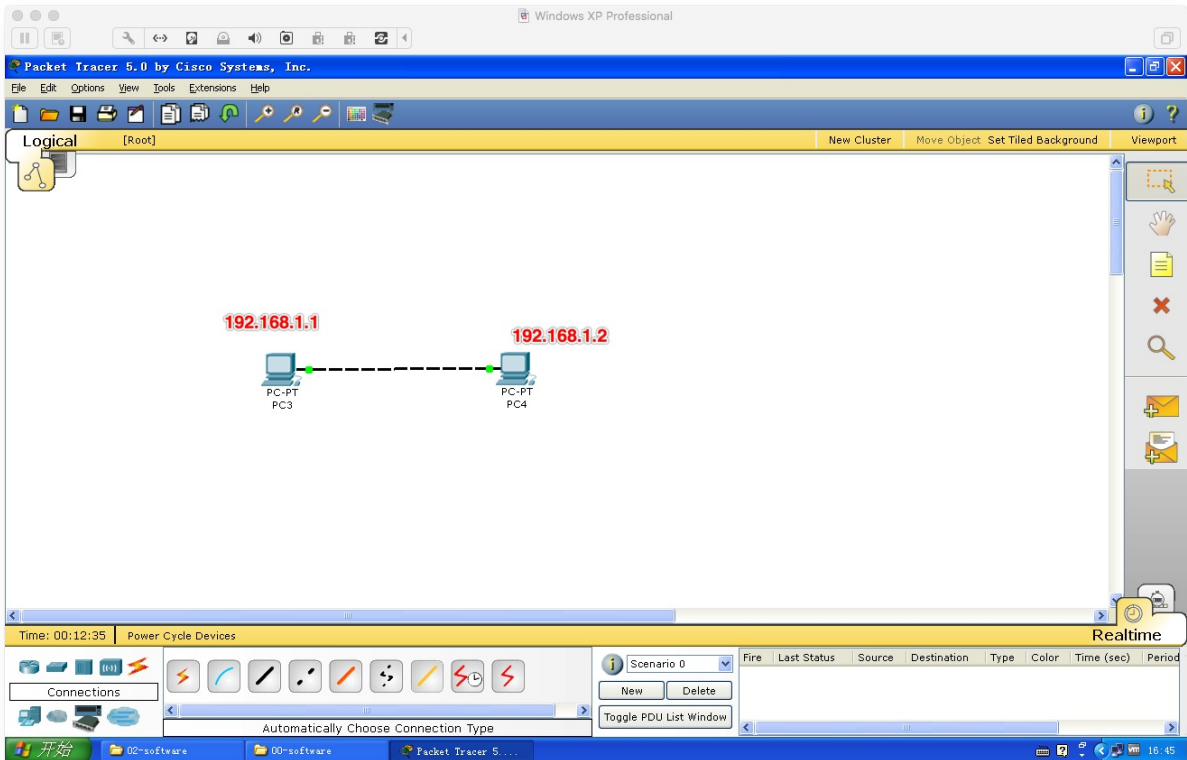 Windows XP Professional
Packet Tracer 5.0 by Cisco Systems, Inc.
File Edit Options View Tools Extensions Help
Logical [Root] New Cluster Move Object Set Tiled Background Viewport
192.168.1.1
192.168.1.2
PC-PT
PC3
PC-PT
PC4
Time: 00:12:35 Power Cycle Devices Realtime
Connections
Automatically Choose Connection Type
Scenario 0
New Delete
Toggle PDU List Window
Fire Last Status Source Destination Type Color Time (sec) Period
开始 02-software 00-software Packet Tracer 5.... 16:45